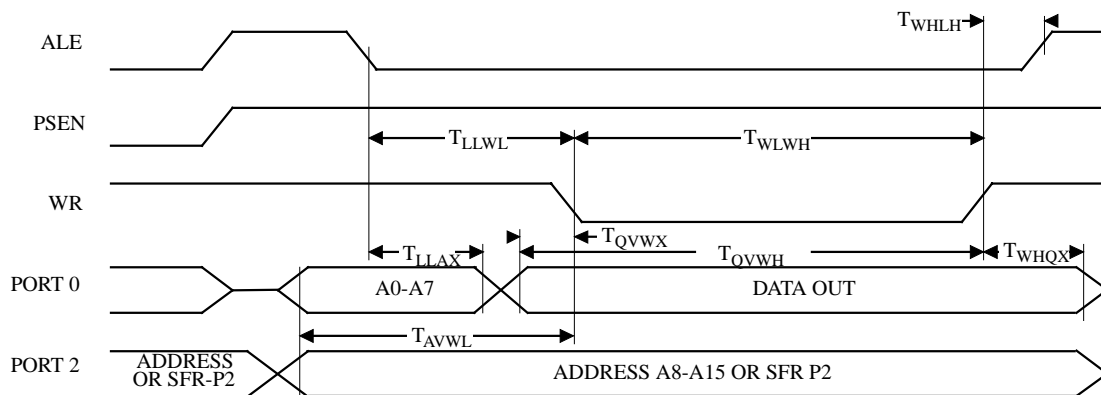 T_WHLH
ALE
PSEN
T_LLWL
T_WLWH
WR
T_QVWX
T_LLAX
T_QVWH
T_WHQX
PORT 0
A0-A7
DATA OUT
T_AVWL
PORT 2
ADDRESS
OR SFR-P2
ADDRESS A8-A15 OR SFR P2